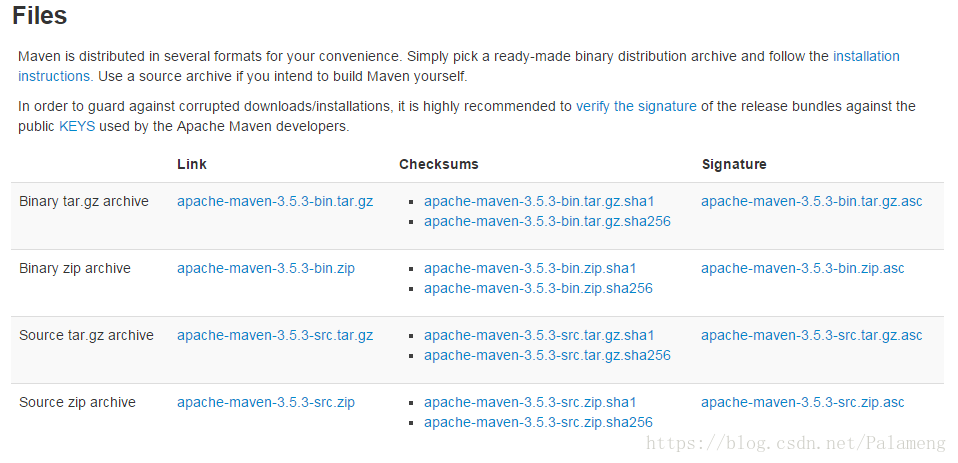 Files
Maven is distributed in several formats for your convenience. Simply pick a ready-made binary distribution archive and follow the installation
instructions. Use a source archive if you intend to build Maven yourself.
In order to guard against corrupted downloads/installations, it is highly recommended to verify the signature of the release bundles against the
public KEYS used by the Apache Maven developers.
Link Checksums Signature
Binary tar.gz archive apache-maven-3.5.3-bin.tar.gz apache-maven-3.5.3-bin.tar.gz.sha1 apache-maven-3.5.3-bin.tar.gz.asc
apache-maven-3.5.3-bin.tar.gz.sha256
Binary zip archive apache-maven-3.5.3-bin.zip apache-maven-3.5.3-bin.zip.sha1 apache-maven-3.5.3-bin.zip.asc
apache-maven-3.5.3-bin.zip.sha256
Source tar.gz archive apache-maven-3.5.3-src.tar.gz apache-maven-3.5.3-src.tar.gz.sha1 apache-maven-3.5.3-src.tar.gz.asc
apache-maven-3.5.3-src.tar.gz.sha256
Source zip archive apache-maven-3.5.3-src.zip apache-maven-3.5.3-src.zip.sha1 apache-maven-3.5.3-src.zip.asc
apache-maven-3.5.3-src.zip.sha256
https://blog.csdn.net/Palameng